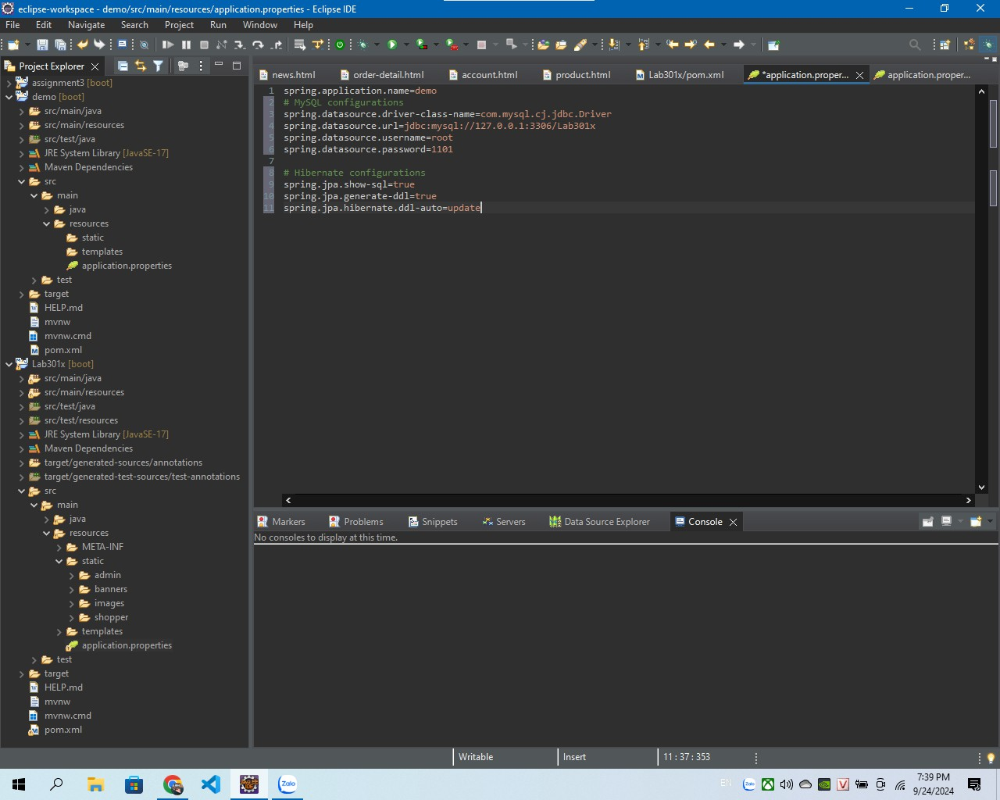 eclipse-workspace - demo/src/main/resources/application.properties - Eclipse IDE
File Edit Navigate Search Project Run Window Help
Project Explorer
assignment3 [boot]
demo [boot]
src/main/java
src/main/resources
src/test/java
JRE System Library [JavaSE-17]
Maven Dependencies
src
main
java
resources
static
templates
application.properties
test
target
HELP.md
mvnw
mvnw.cmd
pom.xml
Lab301x [boot]
src/main/java
src/main/resources
src/test/java
src/test/resources
JRE System Library [JavaSE-17]
Maven Dependencies
target/generated-sources/annotations
target/generated-test-sources/test-annotations
src
main
java
resources
META-INF
static
admin
banners
images
shopper
templates
application.properties
test
target
HELP.md
mvnw
mvnw.cmd
pom.xml
news.html order-detail.html account.html product.html Lab301x/pom.xml *application.proper... application.proper...
1 spring.application.name=demo
2 # MySQL configurations
3 spring.datasource.driver-class-name=com.mysql.cj.jdbc.Driver
4 spring.datasource.url=jdbc:mysql://127.0.0.1:3306/Lab301x
5 spring.datasource.username=root
6 spring.datasource.password=1101
7
8 # Hibernate configurations
9 spring.jpa.show-sql=true
10 spring.jpa.generate-ddl=true
11 spring.jpa.hibernate.ddl-auto=update
Markers Problems Snippets Servers Data Source Explorer Console
No consoles to display at this time.
Writable Insert 11 : 37 : 353
Java EE IDE
Zalo
EN
Zalo
V
7:39 PM
9/24/2024